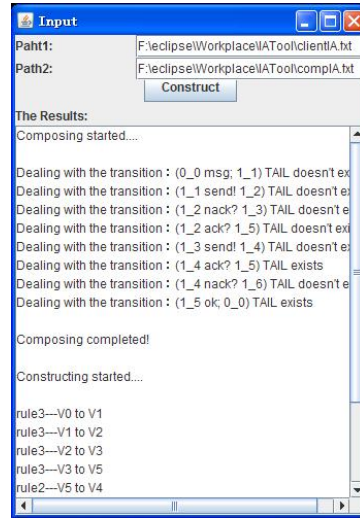 Input
Paht1: F:\eclipse\Workplace\IATool\clientIA.txt
Path2: F:\eclipse\Workplace\IATool\compIA.txt
Construct
The Results:
Composing started....
Dealing with the transition：(0_0 msg; 1_1) TAIL doesn't ex
Dealing with the transition：(1_1 send! 1_2) TAIL doesn't ex
Dealing with the transition：(1_2 nack? 1_3) TAIL doesn't e
Dealing with the transition：(1_2 ack? 1_5) TAIL doesn't exi
Dealing with the transition：(1_3 send! 1_4) TAIL doesn't ex
Dealing with the transition：(1_4 ack? 1_5) TAIL exists
Dealing with the transition：(1_4 nack? 1_6) TAIL doesn't e
Dealing with the transition：(1_5 ok; 0_0) TAIL exists
Composing completed!
Constructing started....
rule3---V0 to V1
rule3---V1 to V2
rule3---V2 to V3
rule3---V3 to V5
rule2---V5 to V4